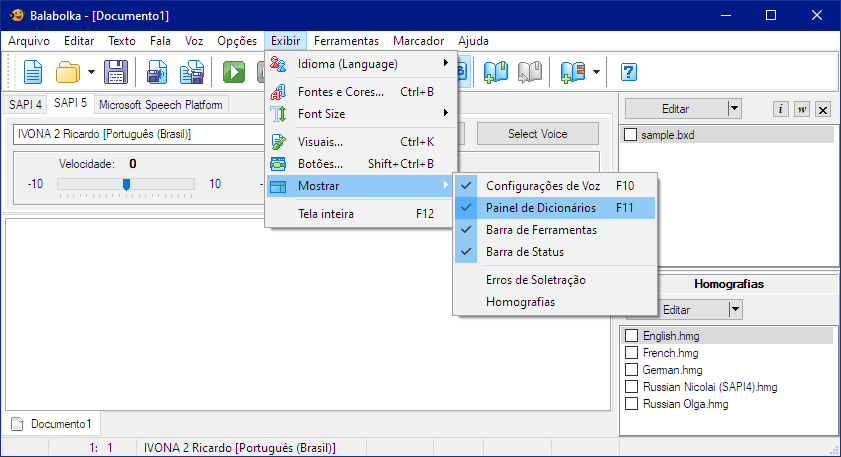 Balabolka - [Documento1]
Arquivo Editar Texto Fala Voz Opções Exibir Ferramentas Marcador Ajuda
Idioma (Language)
Fontes e Cores... Ctrl+B
Font Size
Visuais... Ctrl+K
Botões... Shift+Ctrl+B
Mostrar
Tela inteira F12
Configurações de Voz F10
Painel de Dicionários F11
Barra de Ferramentas
Barra de Status
Erros de Soletração
Homografias
SAPI 4 SAPI 5 Microsoft Speech Platform
IVONA 2 Ricardo [Português (Brasil)]
Select Voice
Velocidade: 0
-10 10
Editar
i w
sample.bxd
Homografias
Editar
English.hmg
French.hmg
German.hmg
Russian Nicolai (SAPI4).hmg
Russian Olga.hmg
Documento1
1: 1 IVONA 2 Ricardo [Português (Brasil)]